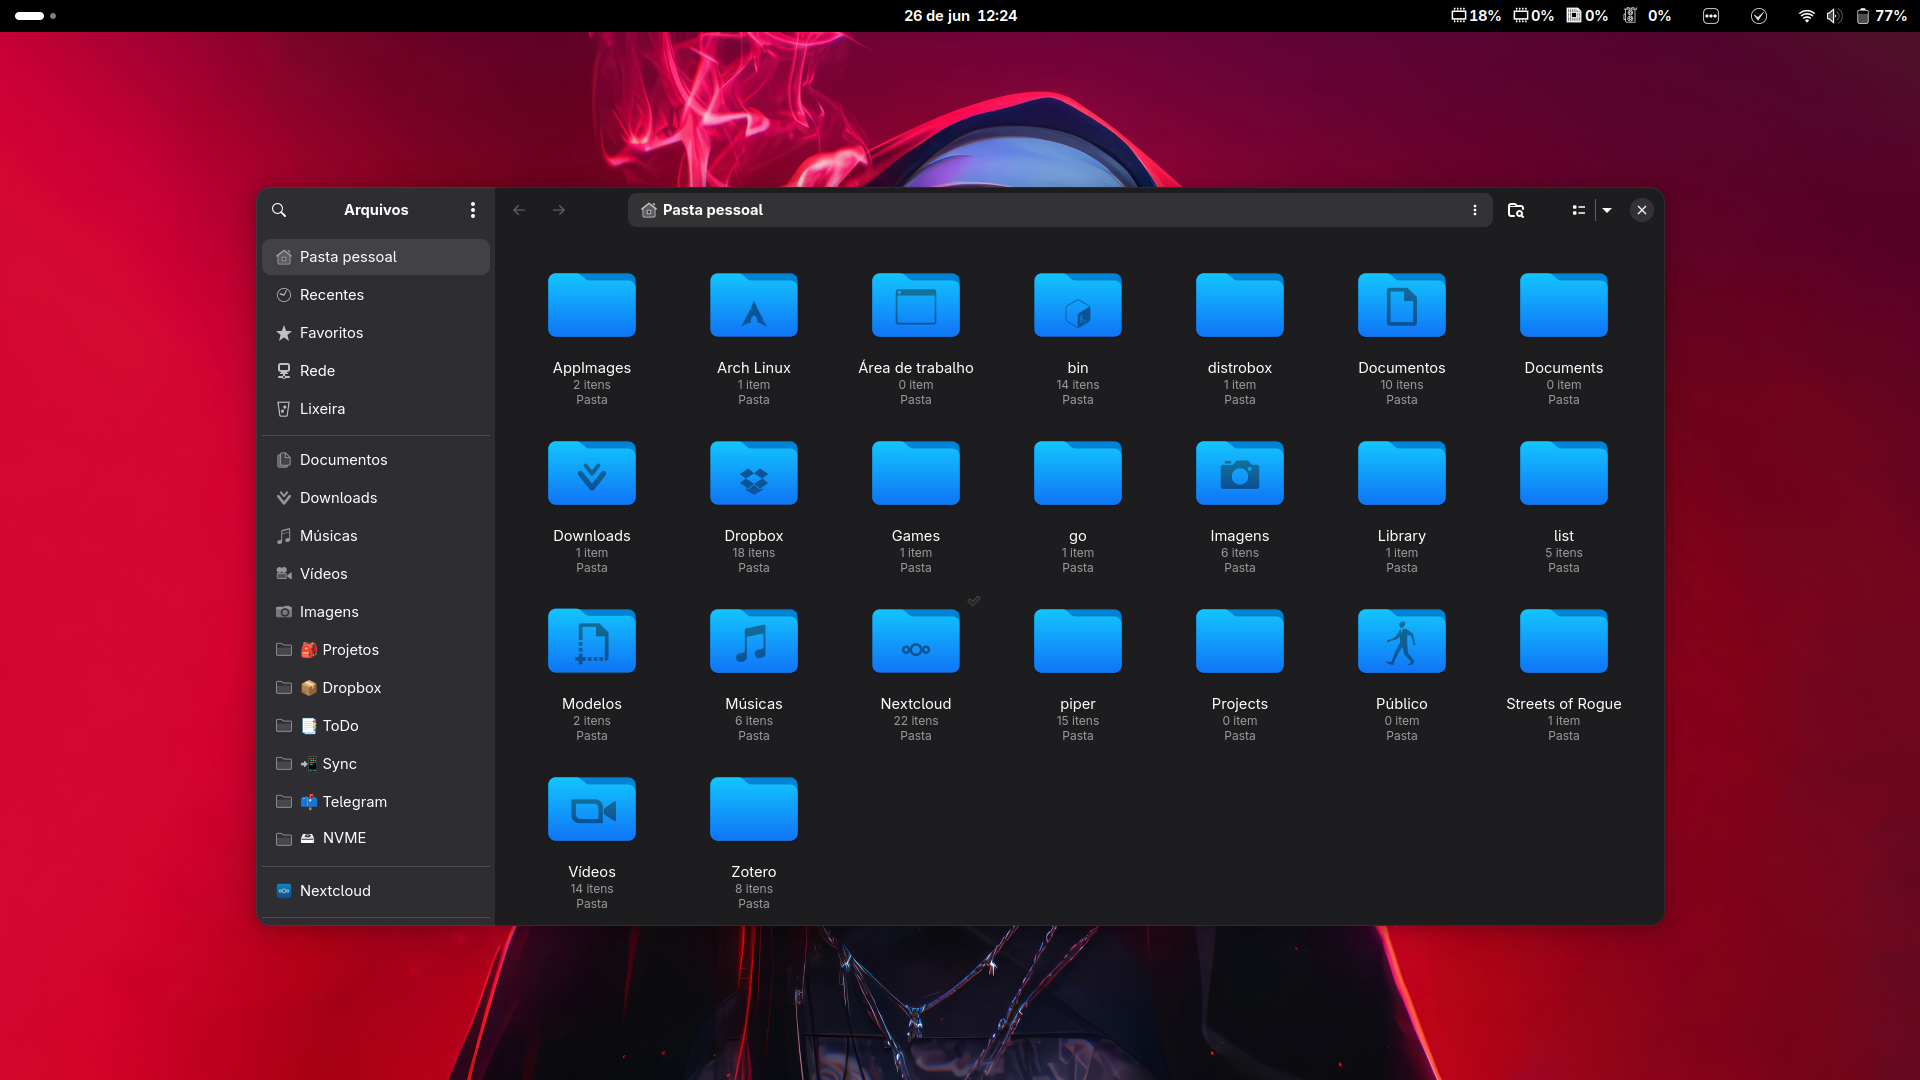 26 de jun 12:24
18% 0% 0% 0% 77%
Arquivos
Pasta pessoal
Pasta pessoal
Recentes
Favoritos
Rede
Lixeira
Documentos
Downloads
Músicas
Vídeos
Imagens
🎒 Projetos
📦 Dropbox
📑 ToDo
📲 Sync
📫 Telegram
NVME
Nextcloud
AppImages
2 itens
Pasta
Arch Linux
1 item
Pasta
Área de trabalho
0 item
Pasta
bin
14 itens
Pasta
distrobox
1 item
Pasta
Documentos
10 itens
Pasta
Documents
0 item
Pasta
Downloads
1 item
Pasta
Dropbox
18 itens
Pasta
Games
1 item
Pasta
go
1 item
Pasta
Imagens
6 itens
Pasta
Library
1 item
Pasta
list
5 itens
Pasta
Modelos
2 itens
Pasta
Músicas
6 itens
Pasta
Nextcloud
22 itens
Pasta
piper
15 itens
Pasta
Projects
0 item
Pasta
Público
0 item
Pasta
Streets of Rogue
1 item
Pasta
Vídeos
14 itens
Pasta
Zotero
8 itens
Pasta